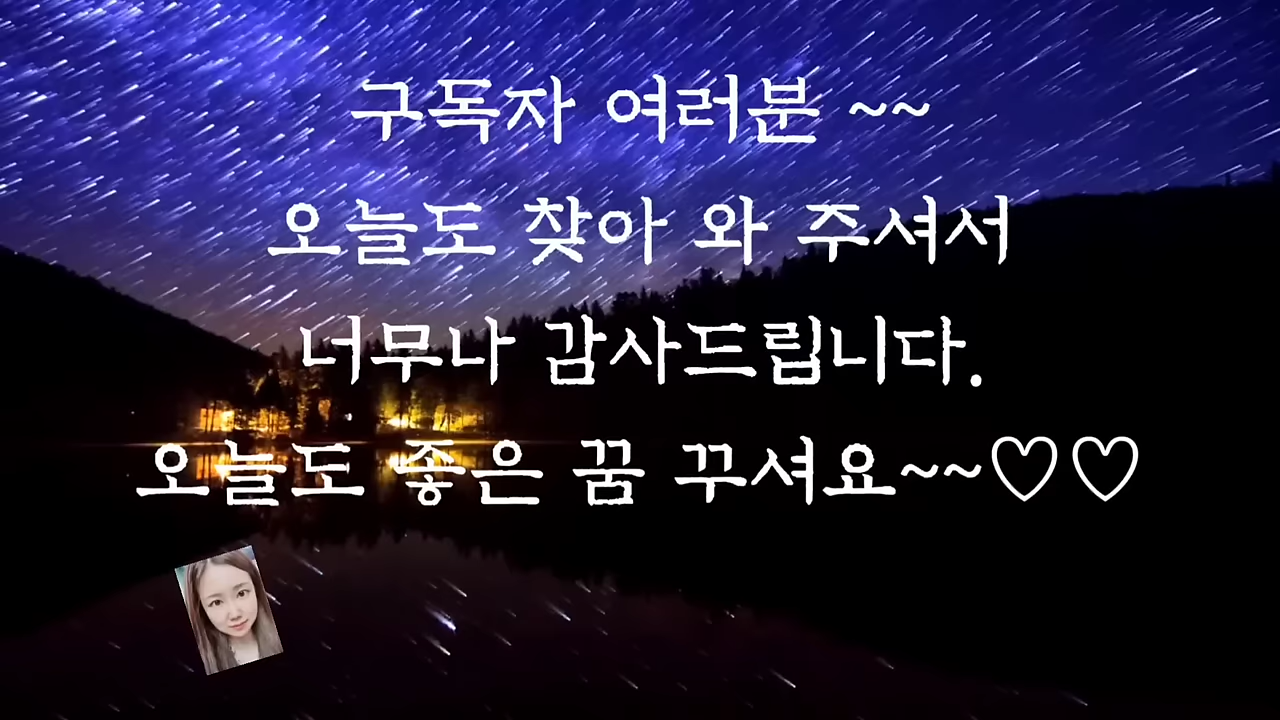 구독자 여러분 ~~
오늘도 찾아 와 주셔서
너무나 감사드립니다.
오늘도 좋은 꿈 꾸셔요~~♡♡